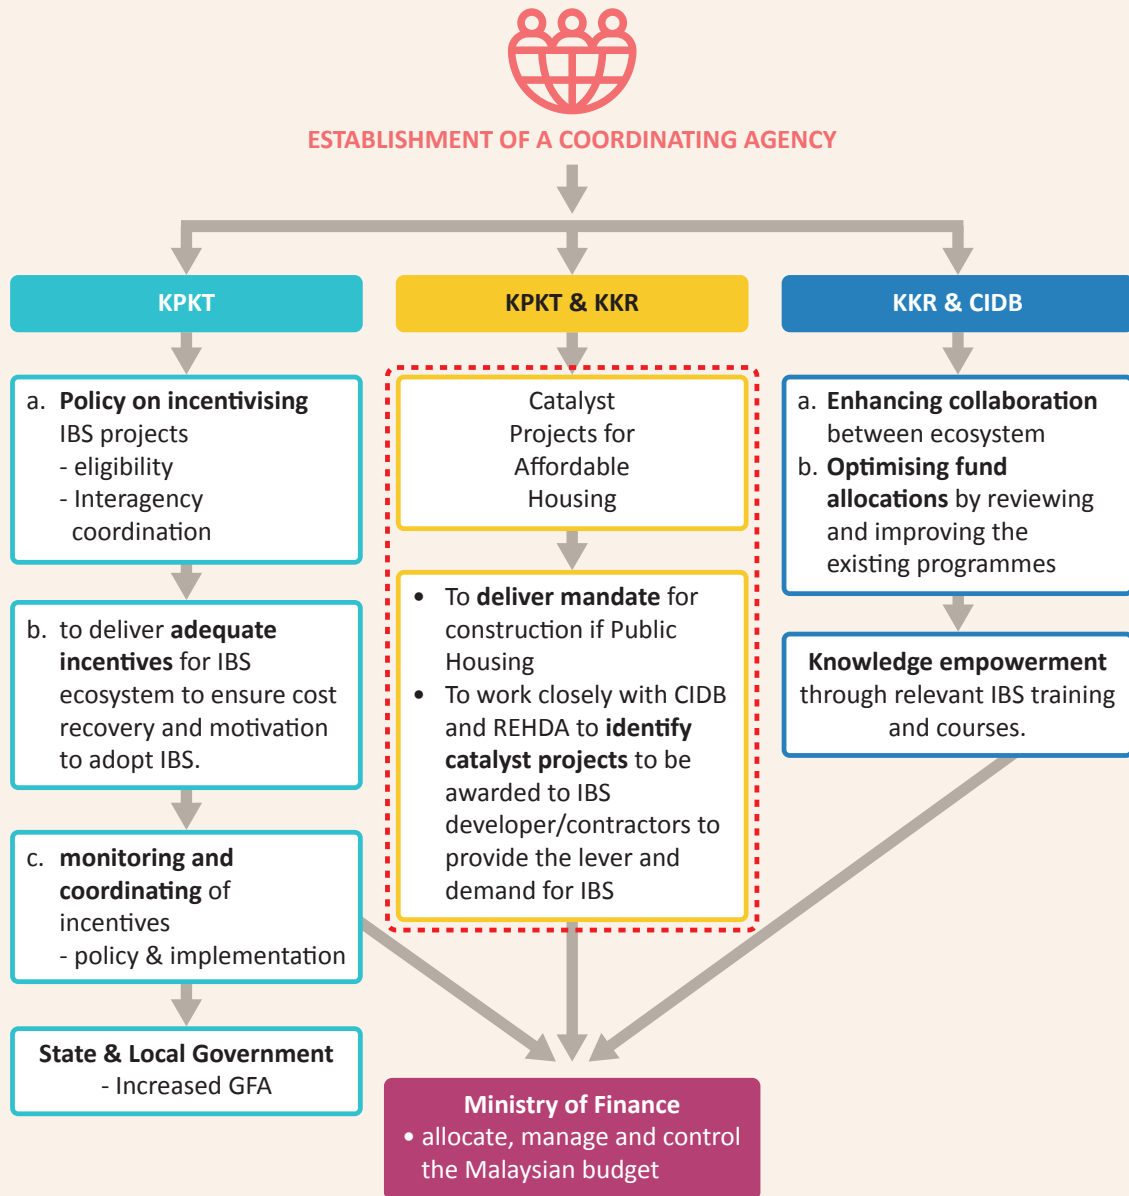 ESTABLISHMENT OF A COORDINATING AGENCY
KPKT
a. Policy on incentivising
IBS projects
- eligibility
- Interagency
coordination
b. to deliver adequate
incentives for IBS
ecosystem to ensure cost
recovery and motivation
to adopt IBS.
c. monitoring and
coordinating of
incentives
- policy & implementation
State & Local Government
- Increased GFA
KPKT & KKR
Catalyst
Projects for
Affordable
Housing
• To deliver mandate for
construction if Public
Housing
• To work closely with CIDB
and REHDA to identify
catalyst projects to be
awarded to IBS
developer/contractors to
provide the lever and
demand for IBS
KKR & CIDB
a. Enhancing collaboration
between ecosystem
b. Optimising fund
allocations by reviewing
and improving the
existing programmes
Knowledge empowerment
through relevant IBS training
and courses.
Ministry of Finance
• allocate, manage and control
the Malaysian budget